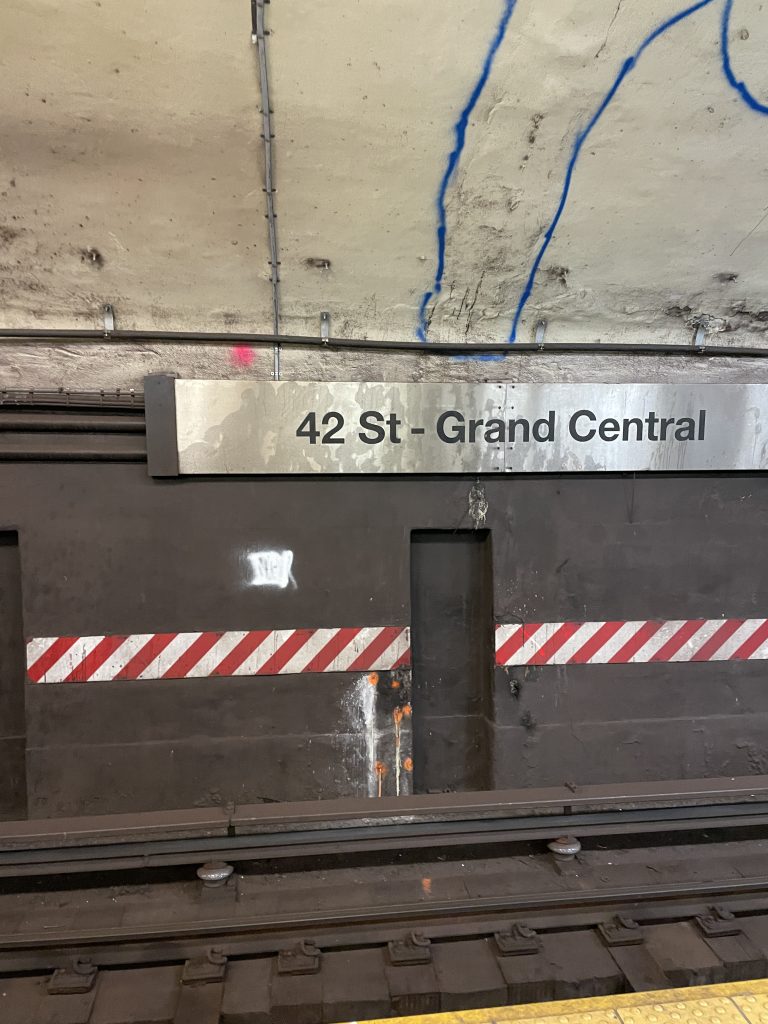 42 St - Grand Central